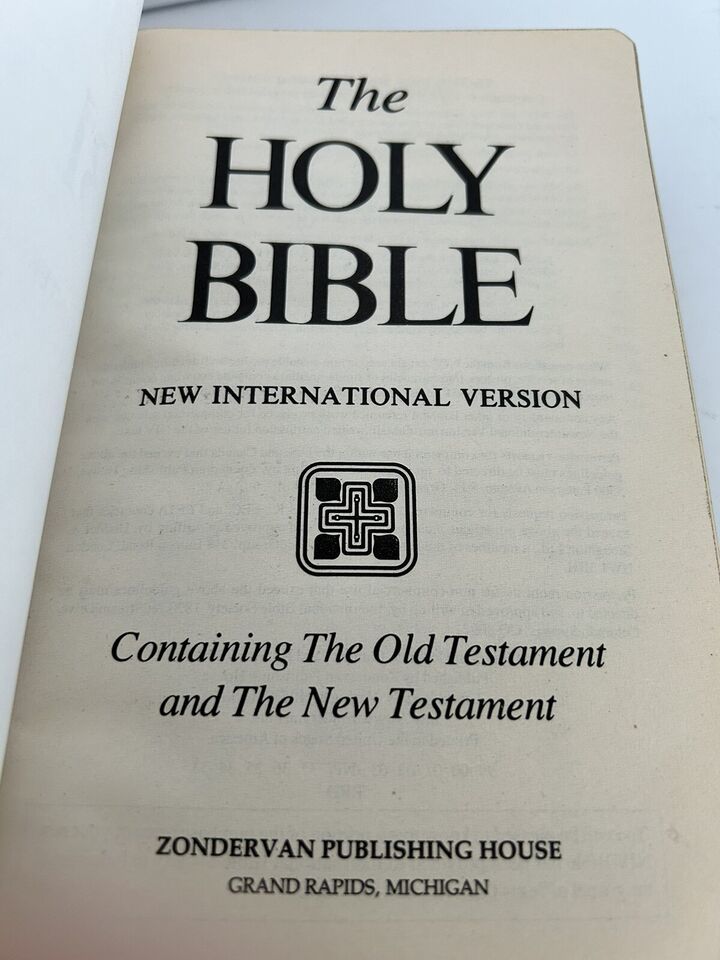 The
HOLY
BIBLE
NEW INTERNATIONAL VERSION
Containing The Old Testament
and The New Testament
ZONDERVAN PUBLISHING HOUSE
GRAND RAPIDS, MICHIGAN